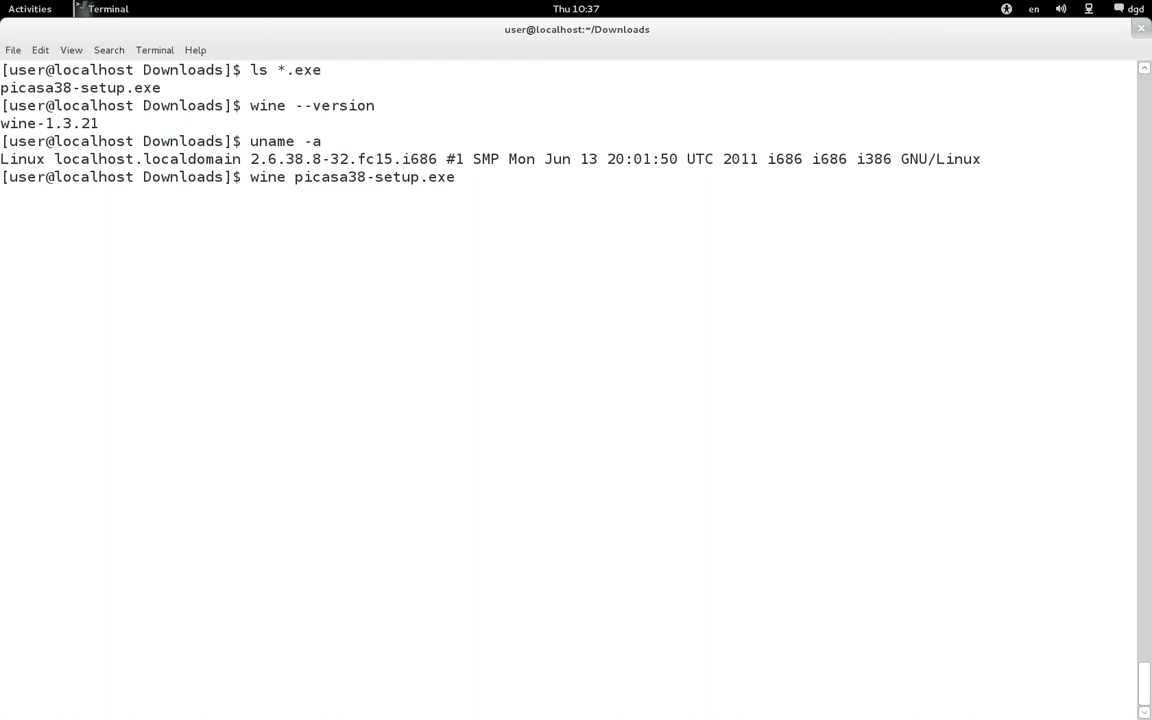 Activities Terminal Thu 10:37 en dgd
user@localhost:~/Downloads
File Edit View Search Terminal Help
[user@localhost Downloads]$ ls *.exe
picasa38-setup.exe
[user@localhost Downloads]$ wine --version
wine-1.3.21
[user@localhost Downloads]$ uname -a
Linux localhost.localdomain 2.6.38.8-32.fc15.i686 #1 SMP Mon Jun 13 20:01:50 UTC 2011 i686 i686 i386 GNU/Linux
[user@localhost Downloads]$ wine picasa38-setup.exe